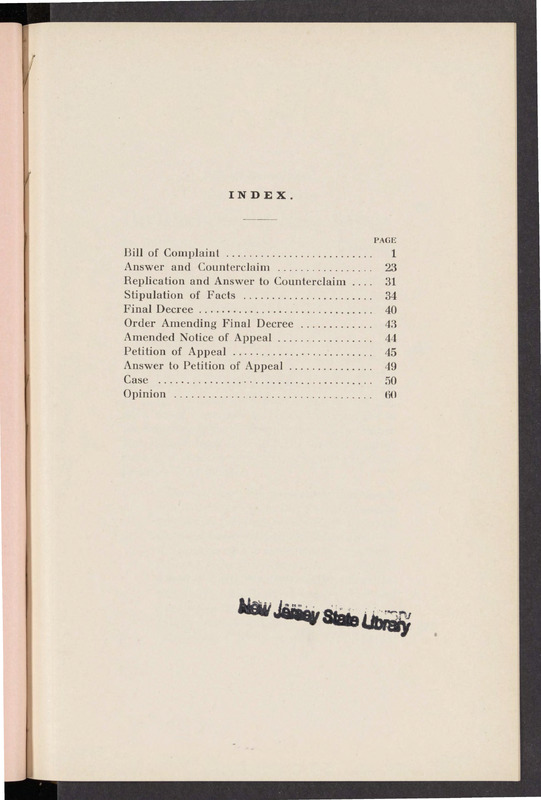 INDEX.
PAGE
Bill of Complaint .......................... 1
Answer and Counterclaim ................. 23
Replication and Answer to Counterclaim .... 31
Stipulation of Facts ....................... 34
Final Decree ............................... 40
Order Amending Final Decree ............. 43
Amended Notice of Appeal ................. 44
Petition of Appeal ......................... 45
Answer to Petition of Appeal ............... 49
Case ...................................... 50
Opinion ................................... 60
New Jersey State Library